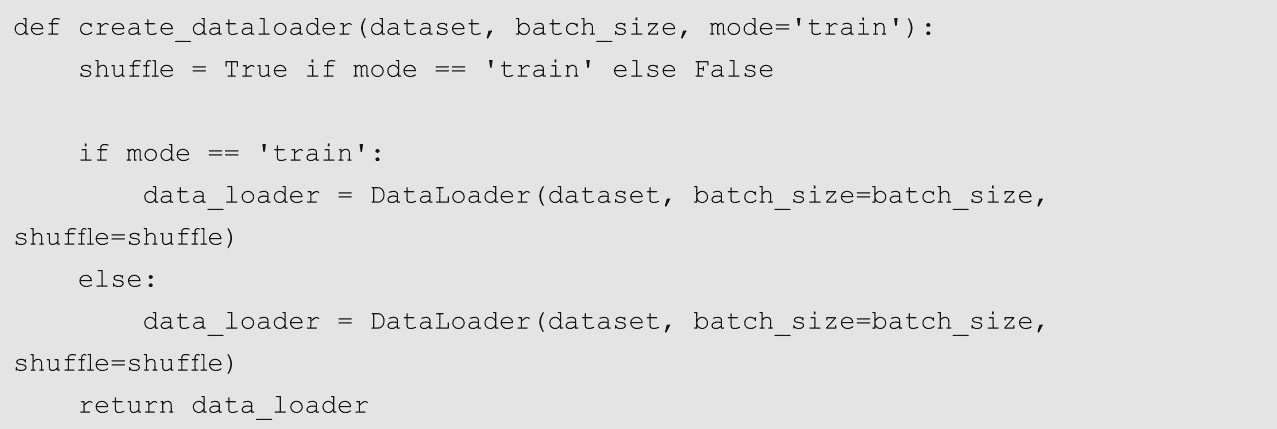 def create_dataloader(dataset, batch_size, mode='train'):
    shuffle = True if mode == 'train' else False

    if mode == 'train':
        data_loader = DataLoader(dataset, batch_size=batch_size,
shuffle=shuffle)
    else:
        data_loader = DataLoader(dataset, batch_size=batch_size,
shuffle=shuffle)
    return data_loader